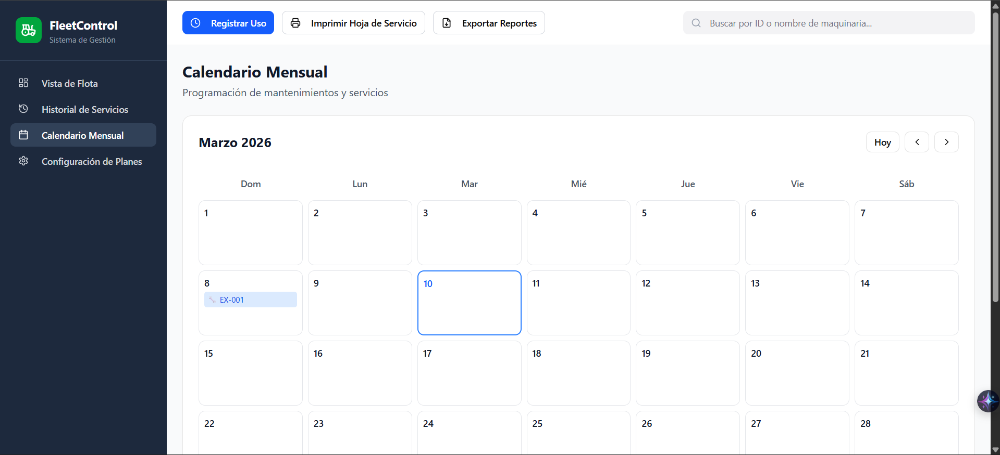 FleetControl
Sistema de Gestión
Vista de Flota
Historial de Servicios
Calendario Mensual
Configuración de Planes
Registrar Uso
Imprimir Hoja de Servicio
Exportar Reportes
Buscar por ID o nombre de maquinaria...
Calendario Mensual
Programación de mantenimientos y servicios
Marzo 2026
Hoy
Dom Lun Mar Mié Jue Vie Sáb
1 2 3 4 5 6 7
8 9 10 11 12 13 14
EX-001
15 16 17 18 19 20 21
22 23 24 25 26 27 28